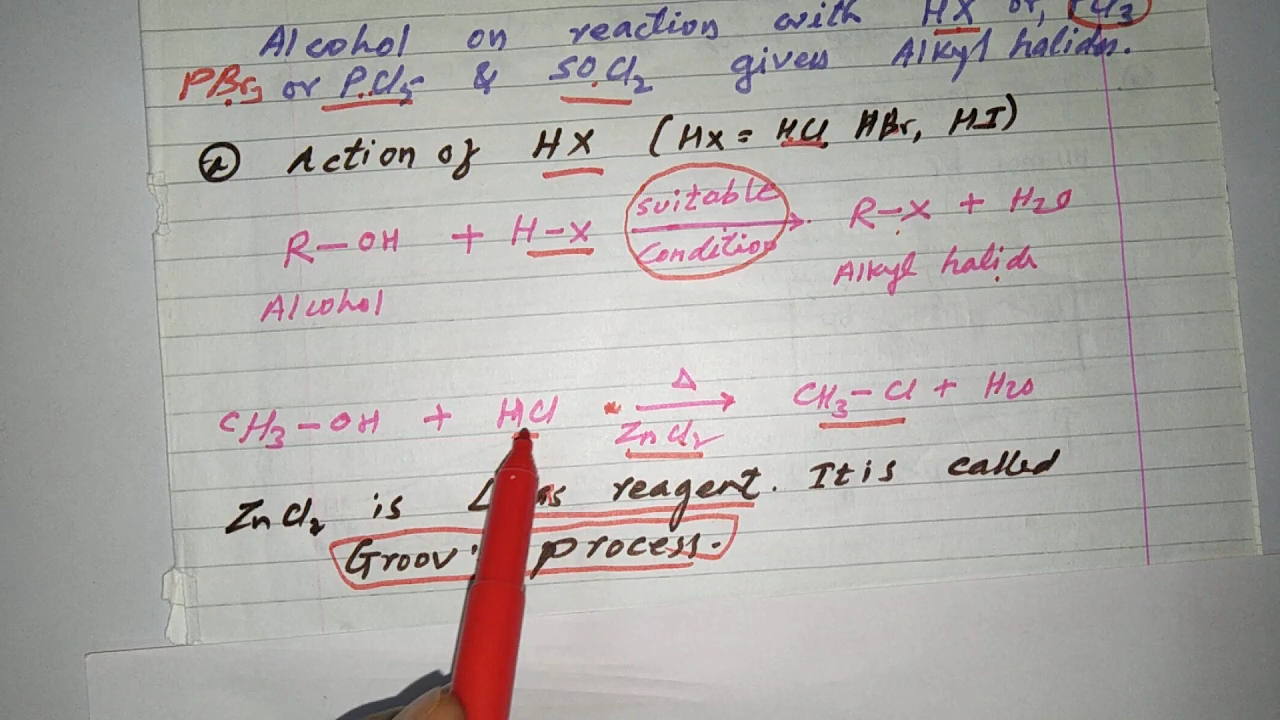 Alcohol on reaction with HX or, PCl3
PBr3 or P.Cl5 & SOCl2 gives Alkyl halides.
a Action of HX (HX = HCl HBr, HI)
R-OH + H-X suitable condition R-X + H2O
Alcohol Alkyl halide
CH3-OH + HCl Δ ZnCl2 CH3-Cl + H2O
ZnCl2 is reagent. It is called
process.